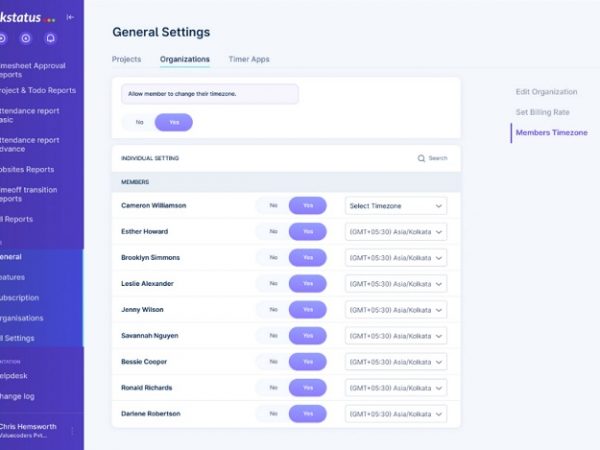 kstatus
General Settings
Projects Organizations Timer Apps
Allow member to change their timezone.
No Yes
Edit Organization
Set Billing Rate
Members Timezone
INDIVIDUAL SETTING Search
MEMBERS
Cameron Williamson No Yes Select Timezone
Esther Howard No Yes (GMT+05:30) Asia/Kolkata
Brooklyn Simmons No Yes (GMT+05:30) Asia/Kolkata
Leslie Alexander No Yes (GMT+05:30) Asia/Kolkata
Jenny Wilson No Yes (GMT+05:30) Asia/Kolkata
Savannah Nguyen No Yes (GMT+05:30) Asia/Kolkata
Bessie Cooper No Yes (GMT+05:30) Asia/Kolkata
Ronald Richards No Yes (GMT+05:30) Asia/Kolkata
Darlene Robertson No Yes (GMT+05:30) Asia/Kolkata
imesheet Approval
eports
roject & Todo Reports
ttendance report
asic
ttendance report
dvance
obsites Reports
imeoff transition
eports
ll Reports
eneral
eatures
ubscription
rganisations
ll Settings
NTATION
elpdesk
hange log
Chris Hemsworth
Valuecoders Pvt...